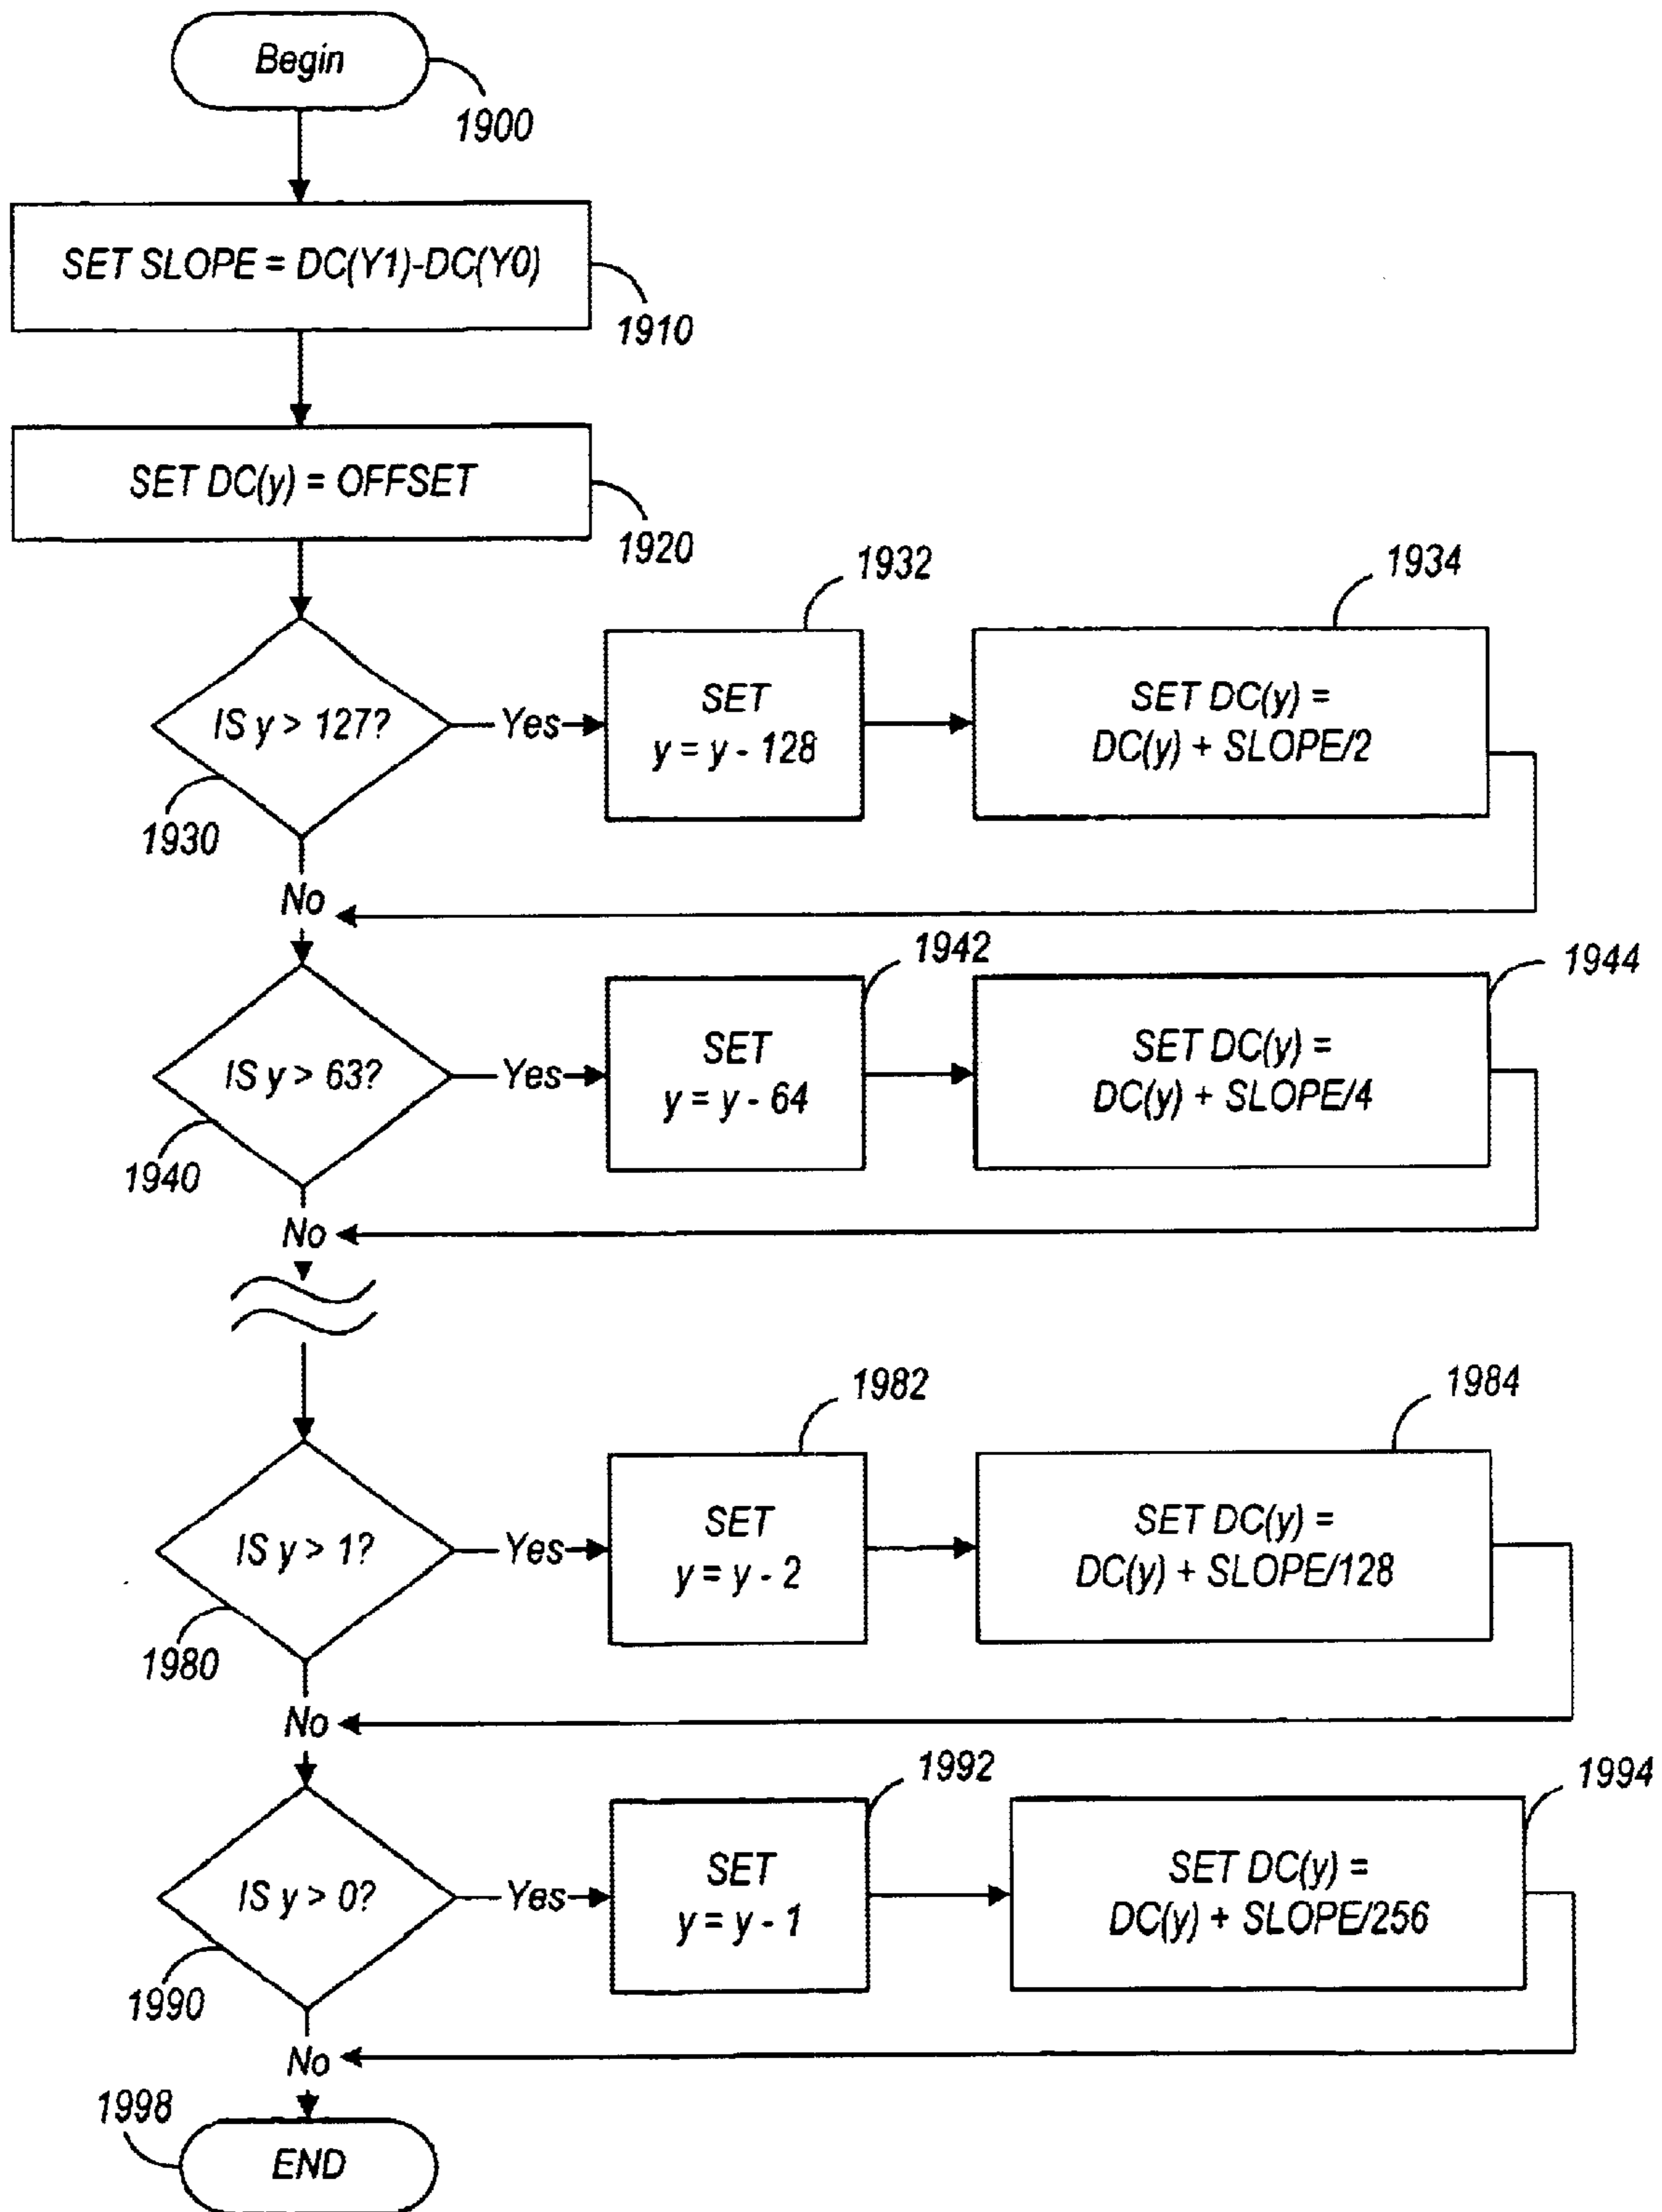 Begin
1900
SET SLOPE = DC(Y1)-DC(Y0)
1910
SET DC(y) = OFFSET
1920
1932
1934
IS y > 127?
Yes
SET
y = y - 128
SET DC(y) =
DC(y) + SLOPE/2
1930
No
1942
1944
IS y > 63?
Yes
SET
y = y - 64
SET DC(y) =
DC(y) + SLOPE/4
1940
No
1982
1984
IS y > 1?
Yes
SET
y = y - 2
SET DC(y) =
DC(y) + SLOPE/128
1980
No
1992
1994
IS y > 0?
Yes
SET
y = y - 1
SET DC(y) =
DC(y) + SLOPE/256
1990
No
1998
END